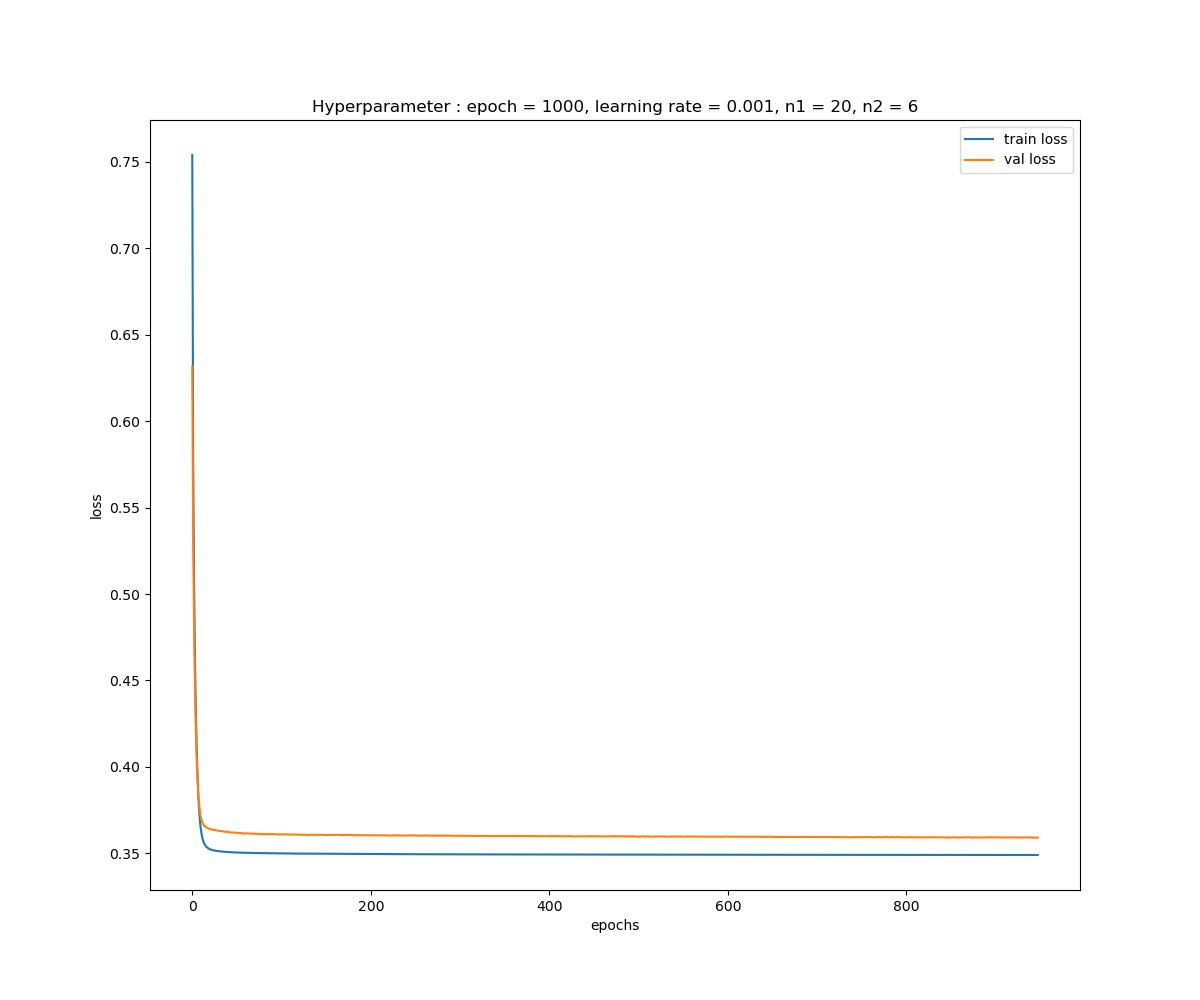 Hyperparameter : epoch = 1000, learning rate = 0.001, n1 = 20, n2 = 6
train loss
val loss
0.75
0.70
0.65
0.60
0.55
0.50
0.45
0.40
0.35
loss
0 200 400 600 800
epochs